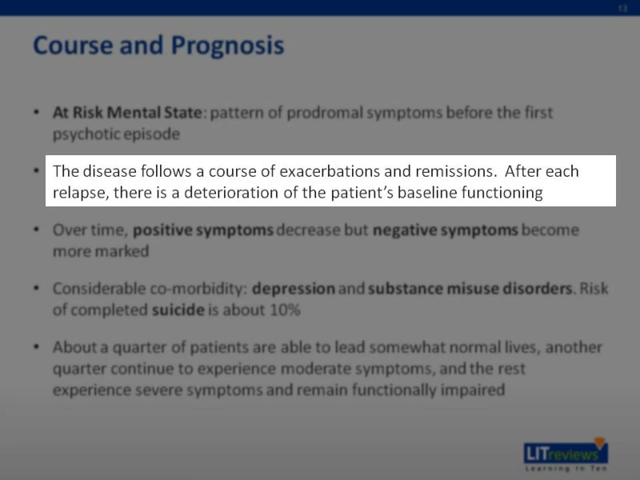 13
Course and Prognosis
• At Risk Mental State: pattern of prodromal symptoms before the first
psychotic episode
• The disease follows a course of exacerbations and remissions. After each
relapse, there is a deterioration of the patient's baseline functioning
• Over time, positive symptoms decrease but negative symptoms become
more marked
• Considerable co-morbidity: depression and substance misuse disorders. Risk
of completed suicide is about 10%
• About a quarter of patients are able to lead somewhat normal lives, another
quarter continue to experience moderate symptoms, and the rest
experience severe symptoms and remain functionally impaired
LITreviews
Learning in Ten